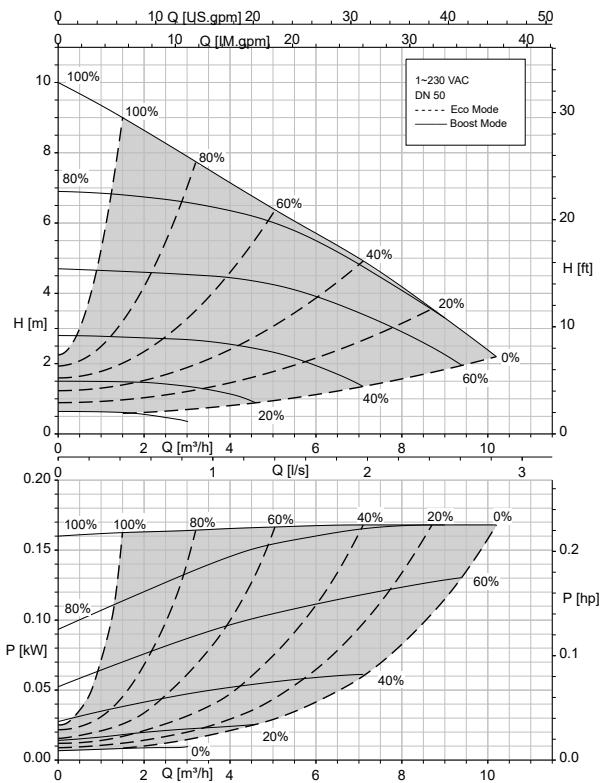 0 10 Q [US.gpm] 20 30 40 50
0 10 Q [IM.gpm] 20 30 40
10
8
6
4
H [m]
2
0
100%
100%
80%
80%
60%
40%
20%
0%
60%
40%
20%
1~230 VAC
DN 50
Eco Mode
Boost Mode
30
20
H [ft]
10
0
0 2 Q [m³/h] 4 6 8 10
0 1 Q [l/s] 2 3
0.20
0.15
0.10
P [kW]
0.05
0.00
100% 100% 80% 60% 40% 20% 0%
80%
60%
40%
20%
0%
0.2
P [hp]
0.1
0.0
0 2 Q [m³/h] 4 6 8 10